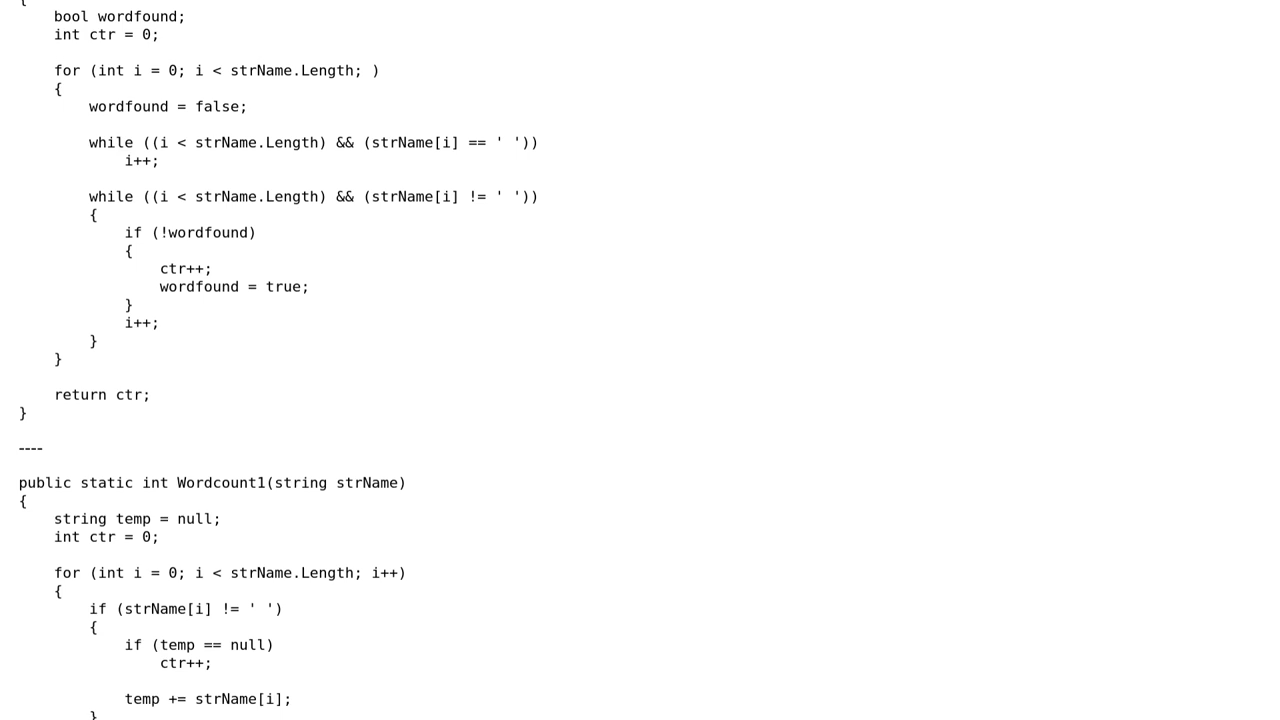 {
    bool wordfound;
    int ctr = 0;

    for (int i = 0; i < strName.Length; )
    {
        wordfound = false;

        while ((i < strName.Length) && (strName[i] == ' '))
            i++;

        while ((i < strName.Length) && (strName[i] != ' '))
        {
            if (!wordfound)
            {
                ctr++;
                wordfound = true;
            }
            i++;
        }
    }

    return ctr;
}

----

public static int Wordcount1(string strName)
{
    string temp = null;
    int ctr = 0;

    for (int i = 0; i < strName.Length; i++)
    {
        if (strName[i] != ' ')
        {
            if (temp == null)
                ctr++;

            temp += strName[i];
        }